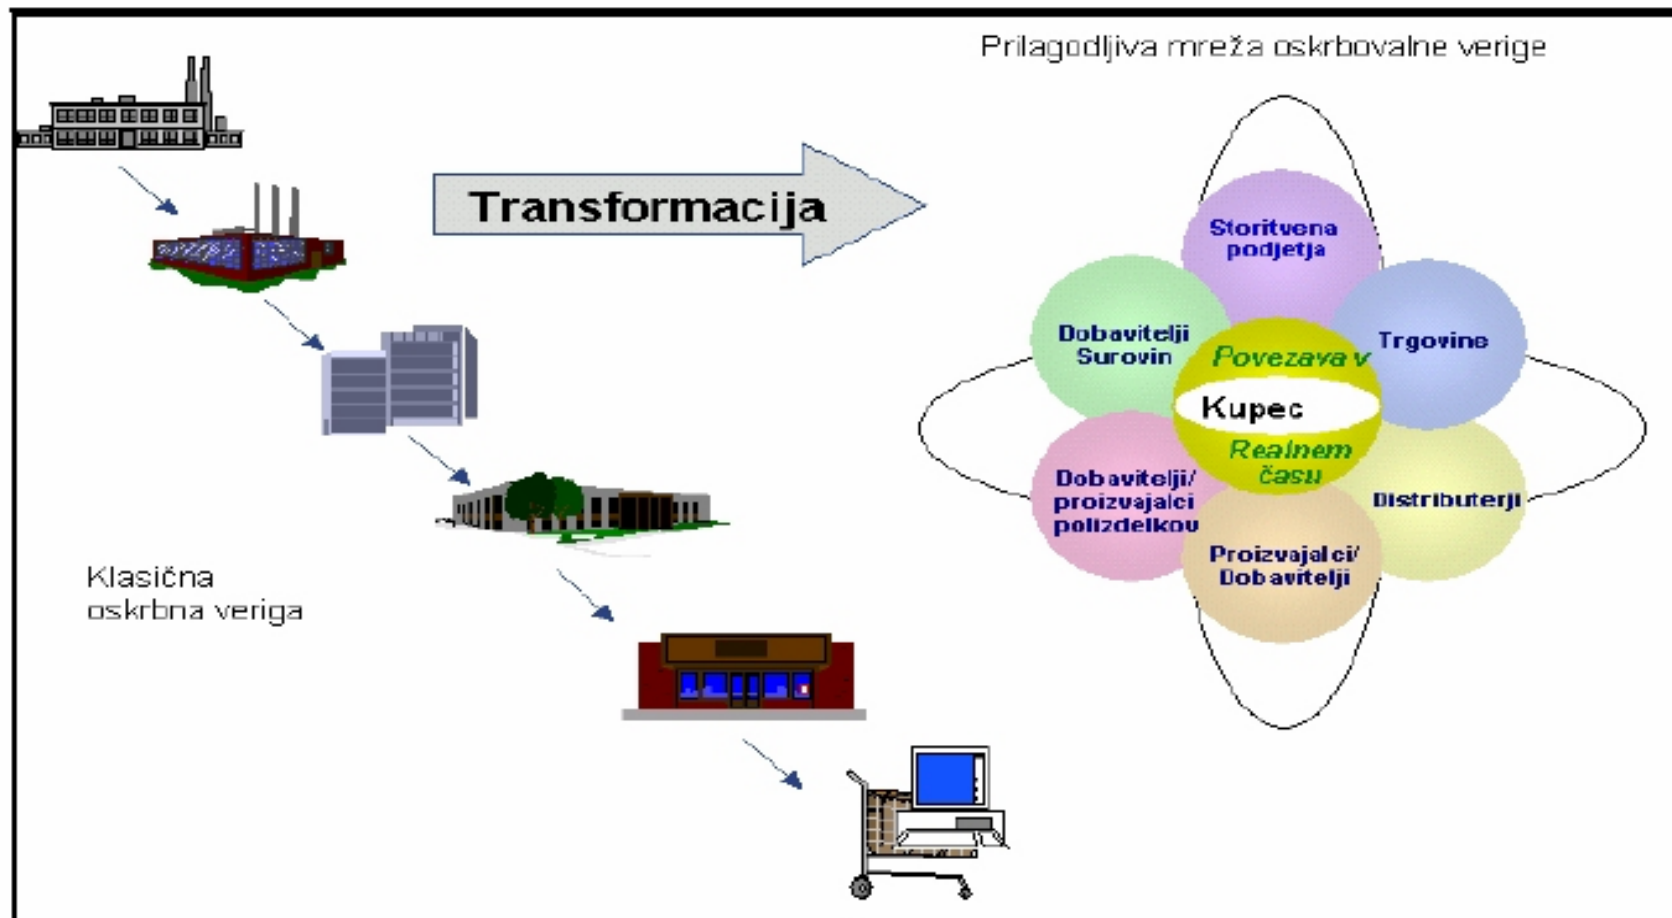 Prilagodljiva mreža oskrbovalne verige
Transformacija
Klasična
oskrbna veriga
Storitvena
podjetja
Dobavitelji
Surovin
Trgovine
Povezava v
Kupec
Realnem
času
Dobavitelji/
proizvajalci
polizdelkov
Distributerji
Proizvajalci/
Dobavitelji